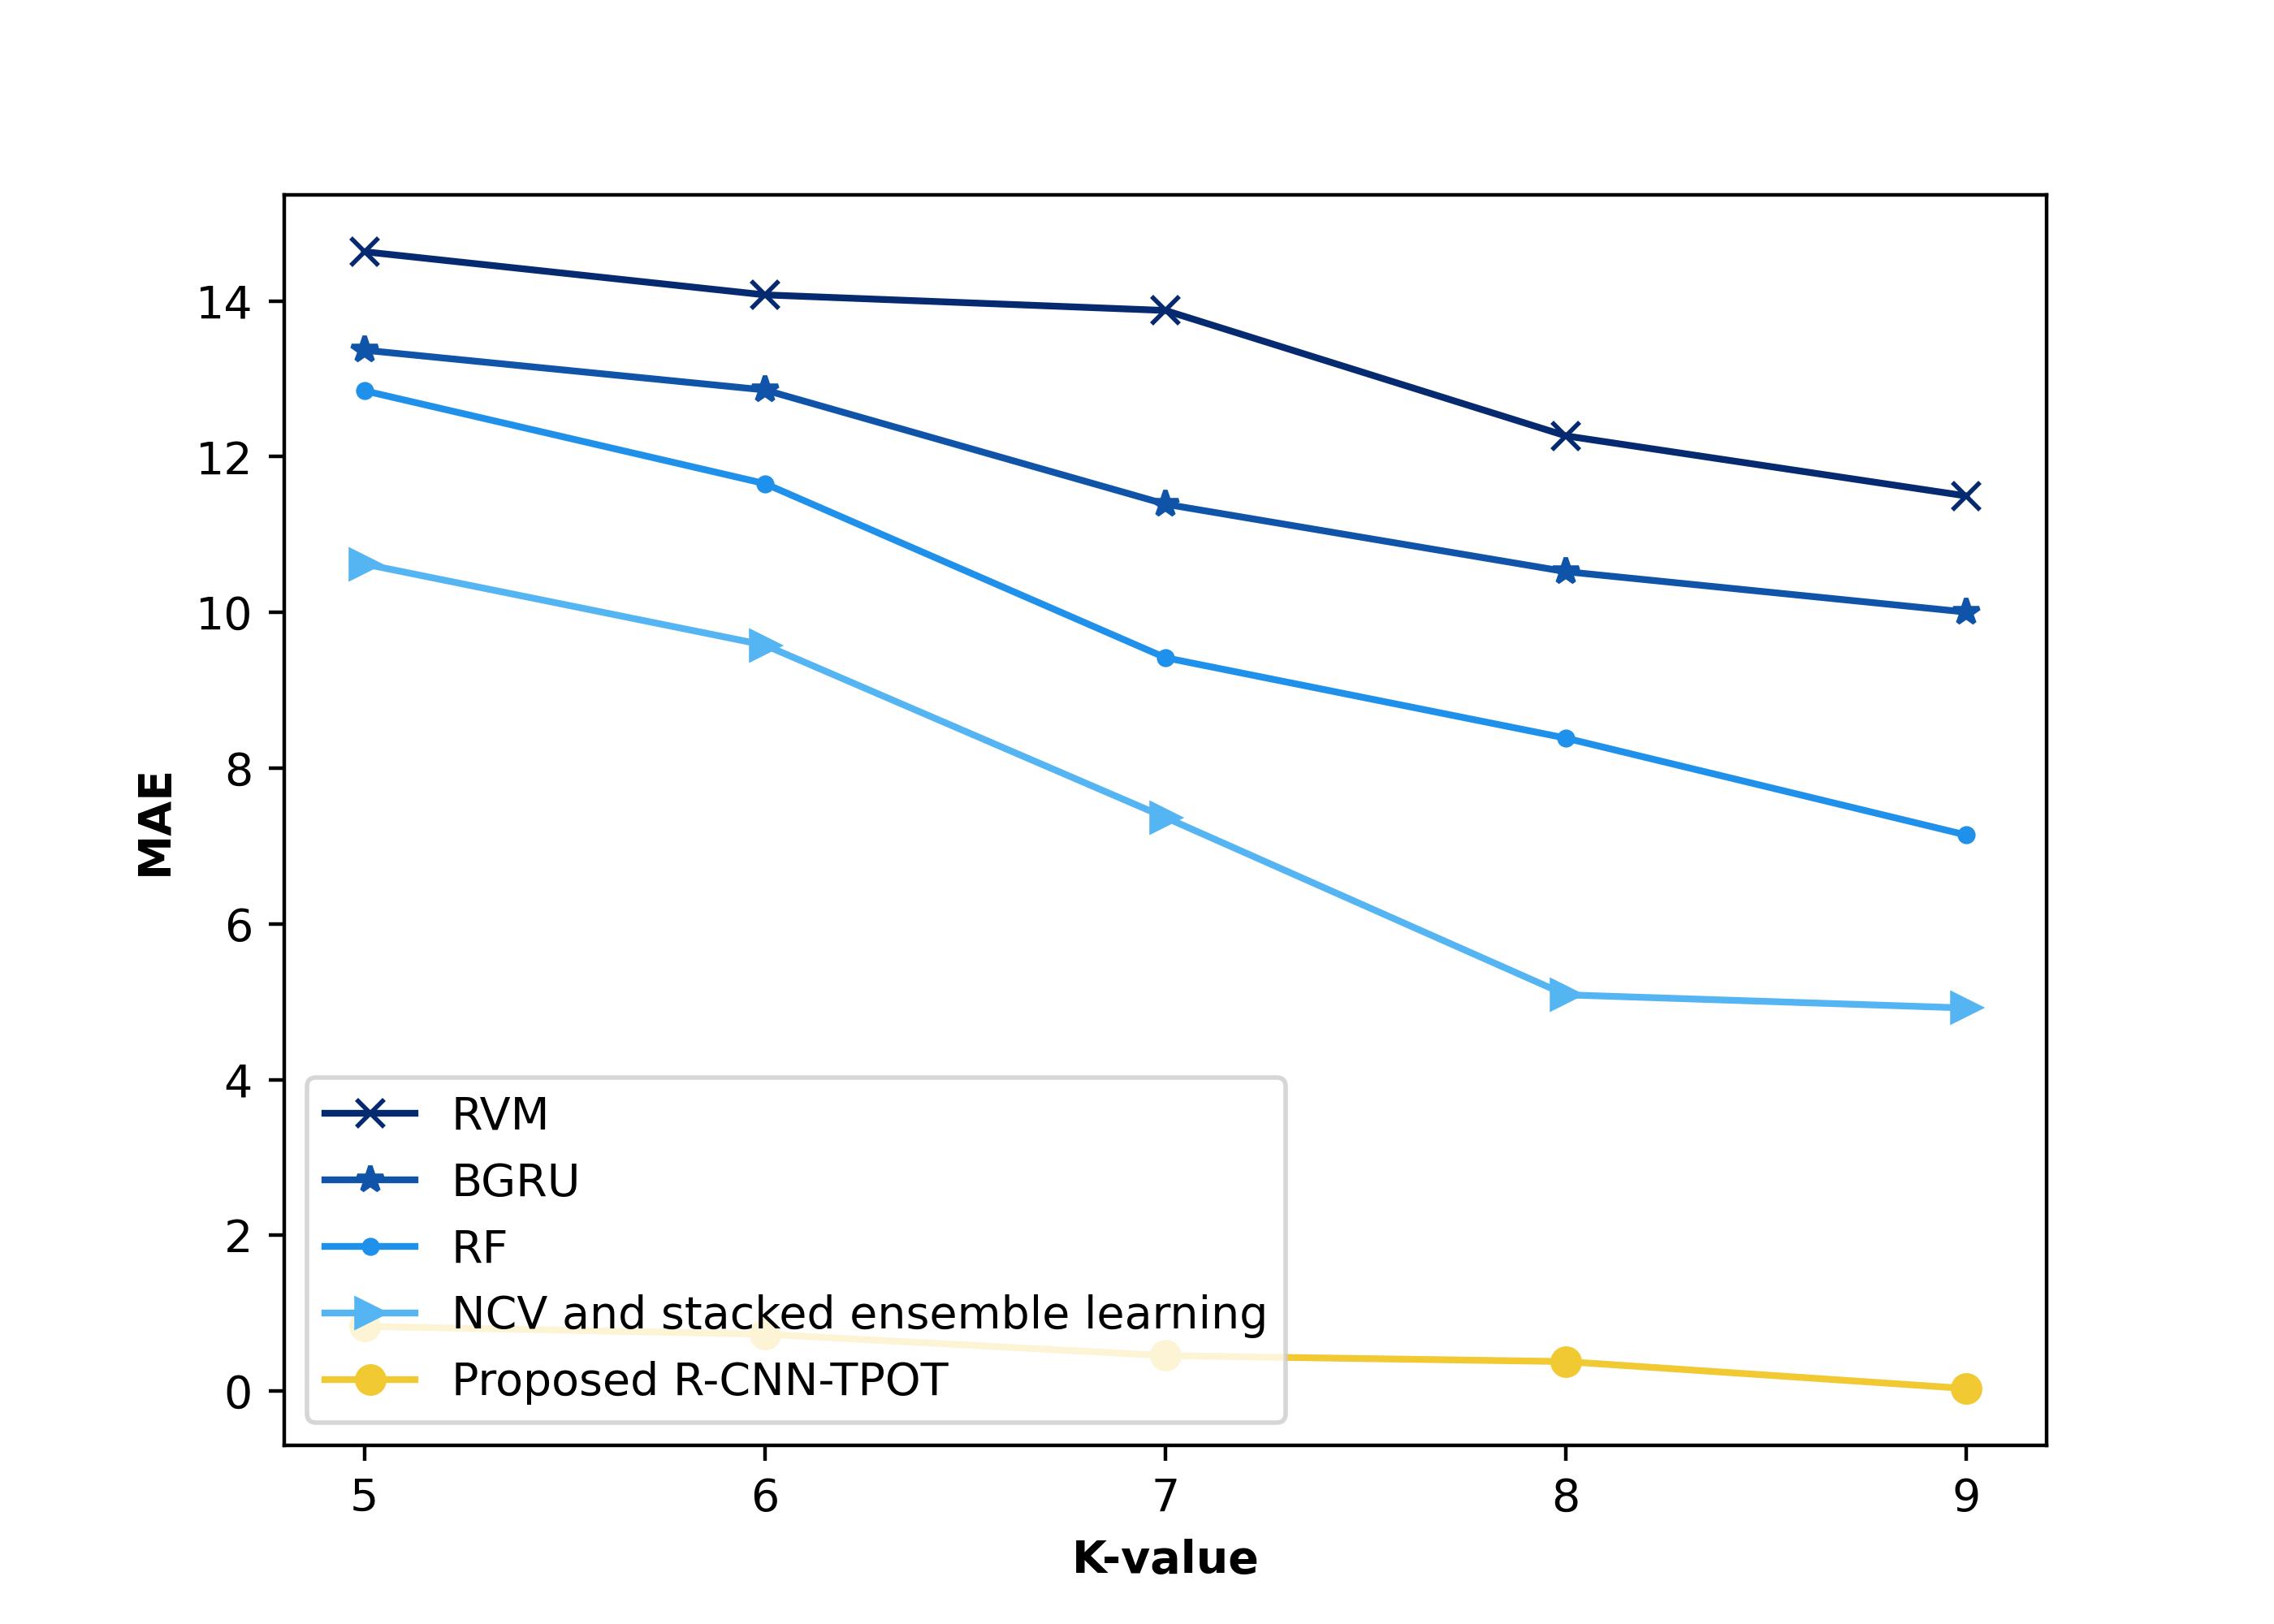 14
12
10
8
6
4
2
0
MAE
RVM
BGRU
RF
NCV and stacked ensemble learning
Proposed R-CNN-TPOT
5 6 7 8 9
K-value